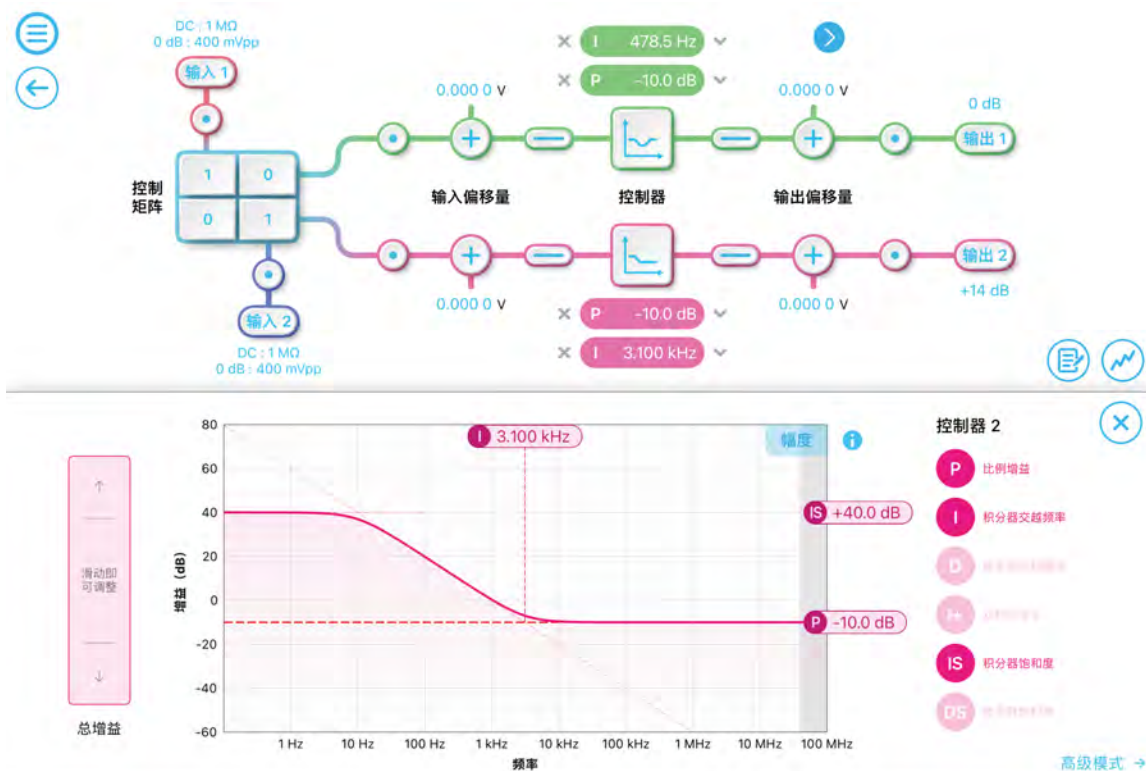 DC : 1 MΩ
0 dB : 400 mVpp
输入 1
I 478.5 Hz
P -10.0 dB
0.000 0 V
0.000 0 V
0 dB
输出 1
控制
矩阵
1 0
0 1
输入偏移量
控制器
输出偏移量
输出 2
+14 dB
0.000 0 V
0.000 0 V
P -10.0 dB
I 3.100 kHz
输入 2
DC : 1 MΩ
0 dB : 400 mVpp
滑动即
可调整
总增益
增益 (dB)
80
60
40
20
0
-20
-40
-60
I 3.100 kHz
幅度
IS +40.0 dB
P -10.0 dB
1 Hz 10 Hz 100 Hz 1 kHz 10 kHz 100 kHz 1 MHz 10 MHz 100 MHz
频率
控制器 2
P 比例增益
I 积分器交越频率
D
I+
IS 积分器饱和度
DS
高级模式 →